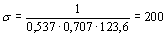 σ = 1 / (0,537 · 0,707 · 123,6) = 200